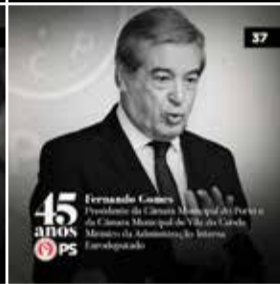 37
45
anos
PS
Fernando Gomes
Presidente da Câmara Municipal do Porto e
da Câmara Municipal de Vila do Conde
Ministro da Administração Interna
Eurodeputado